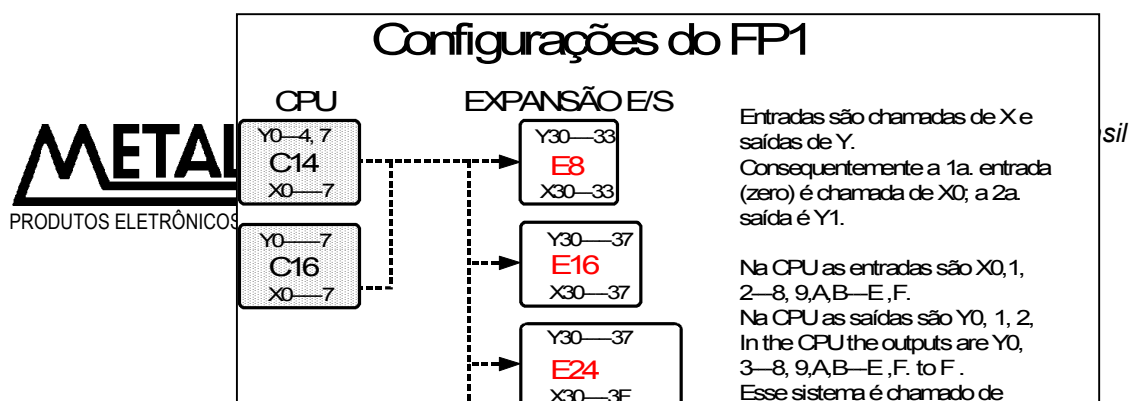 Configurações do FP1
CPU
EXPANSÃO E/S
METAL
PRODUTOS ELETRÔNICOS
sil
Y0—4, 7
C14
X0—–7
Y0—–7
C16
X0—–7
Y30—–33
E8
X30—33
Y30—–37
E16
X30—37
Y30—–37
E24
X30—3F
Entradas são chamadas de X e
saídas de Y.
Consequentemente a 1a. entrada
(zero) é chamada de X0; a 2a.
saída é Y1.
Na CPU as entradas são X0,1,
2—8, 9,A,B—E ,F.
Na CPU as saídas são Y0, 1, 2,
In the CPU the outputs are Y0,
3—8, 9,A,B—E ,F. to F .
Esse sistema é chamado de